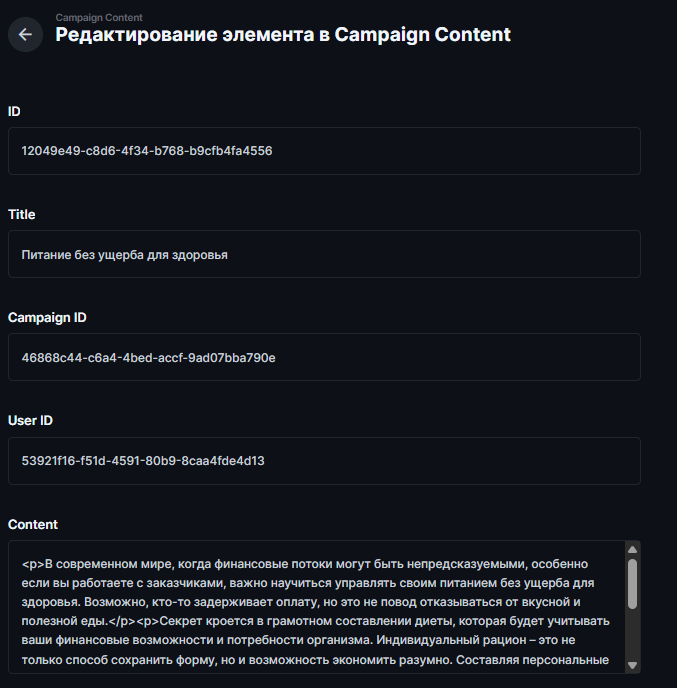 Campaign Content
Редактирование элемента в Campaign Content
ID
12049e49-c8d6-4f34-b768-b9cfb4fa4556
Title
Питание без ущерба для здоровья
Campaign ID
46868c44-c6a4-4bed-accf-9ad07bba790e
User ID
53921f16-f51d-4591-80b9-8caa4fde4d13
Content
<p>В современном мире, когда финансовые потоки могут быть непредсказуемыми, особенно
если вы работаете с заказчиками, важно научиться управлять своим питанием без ущерба для
здоровья. Возможно, кто-то задерживает оплату, но это не повод отказываться от вкусной и
полезной еды.</p><p>Секрет кроется в грамотном составлении диеты, которая будет учитывать
ваши финансовые возможности и потребности организма. Индивидуальный рацион – это не
только способ сохранить форму, но и возможность экономить разумно. Составляя персональные